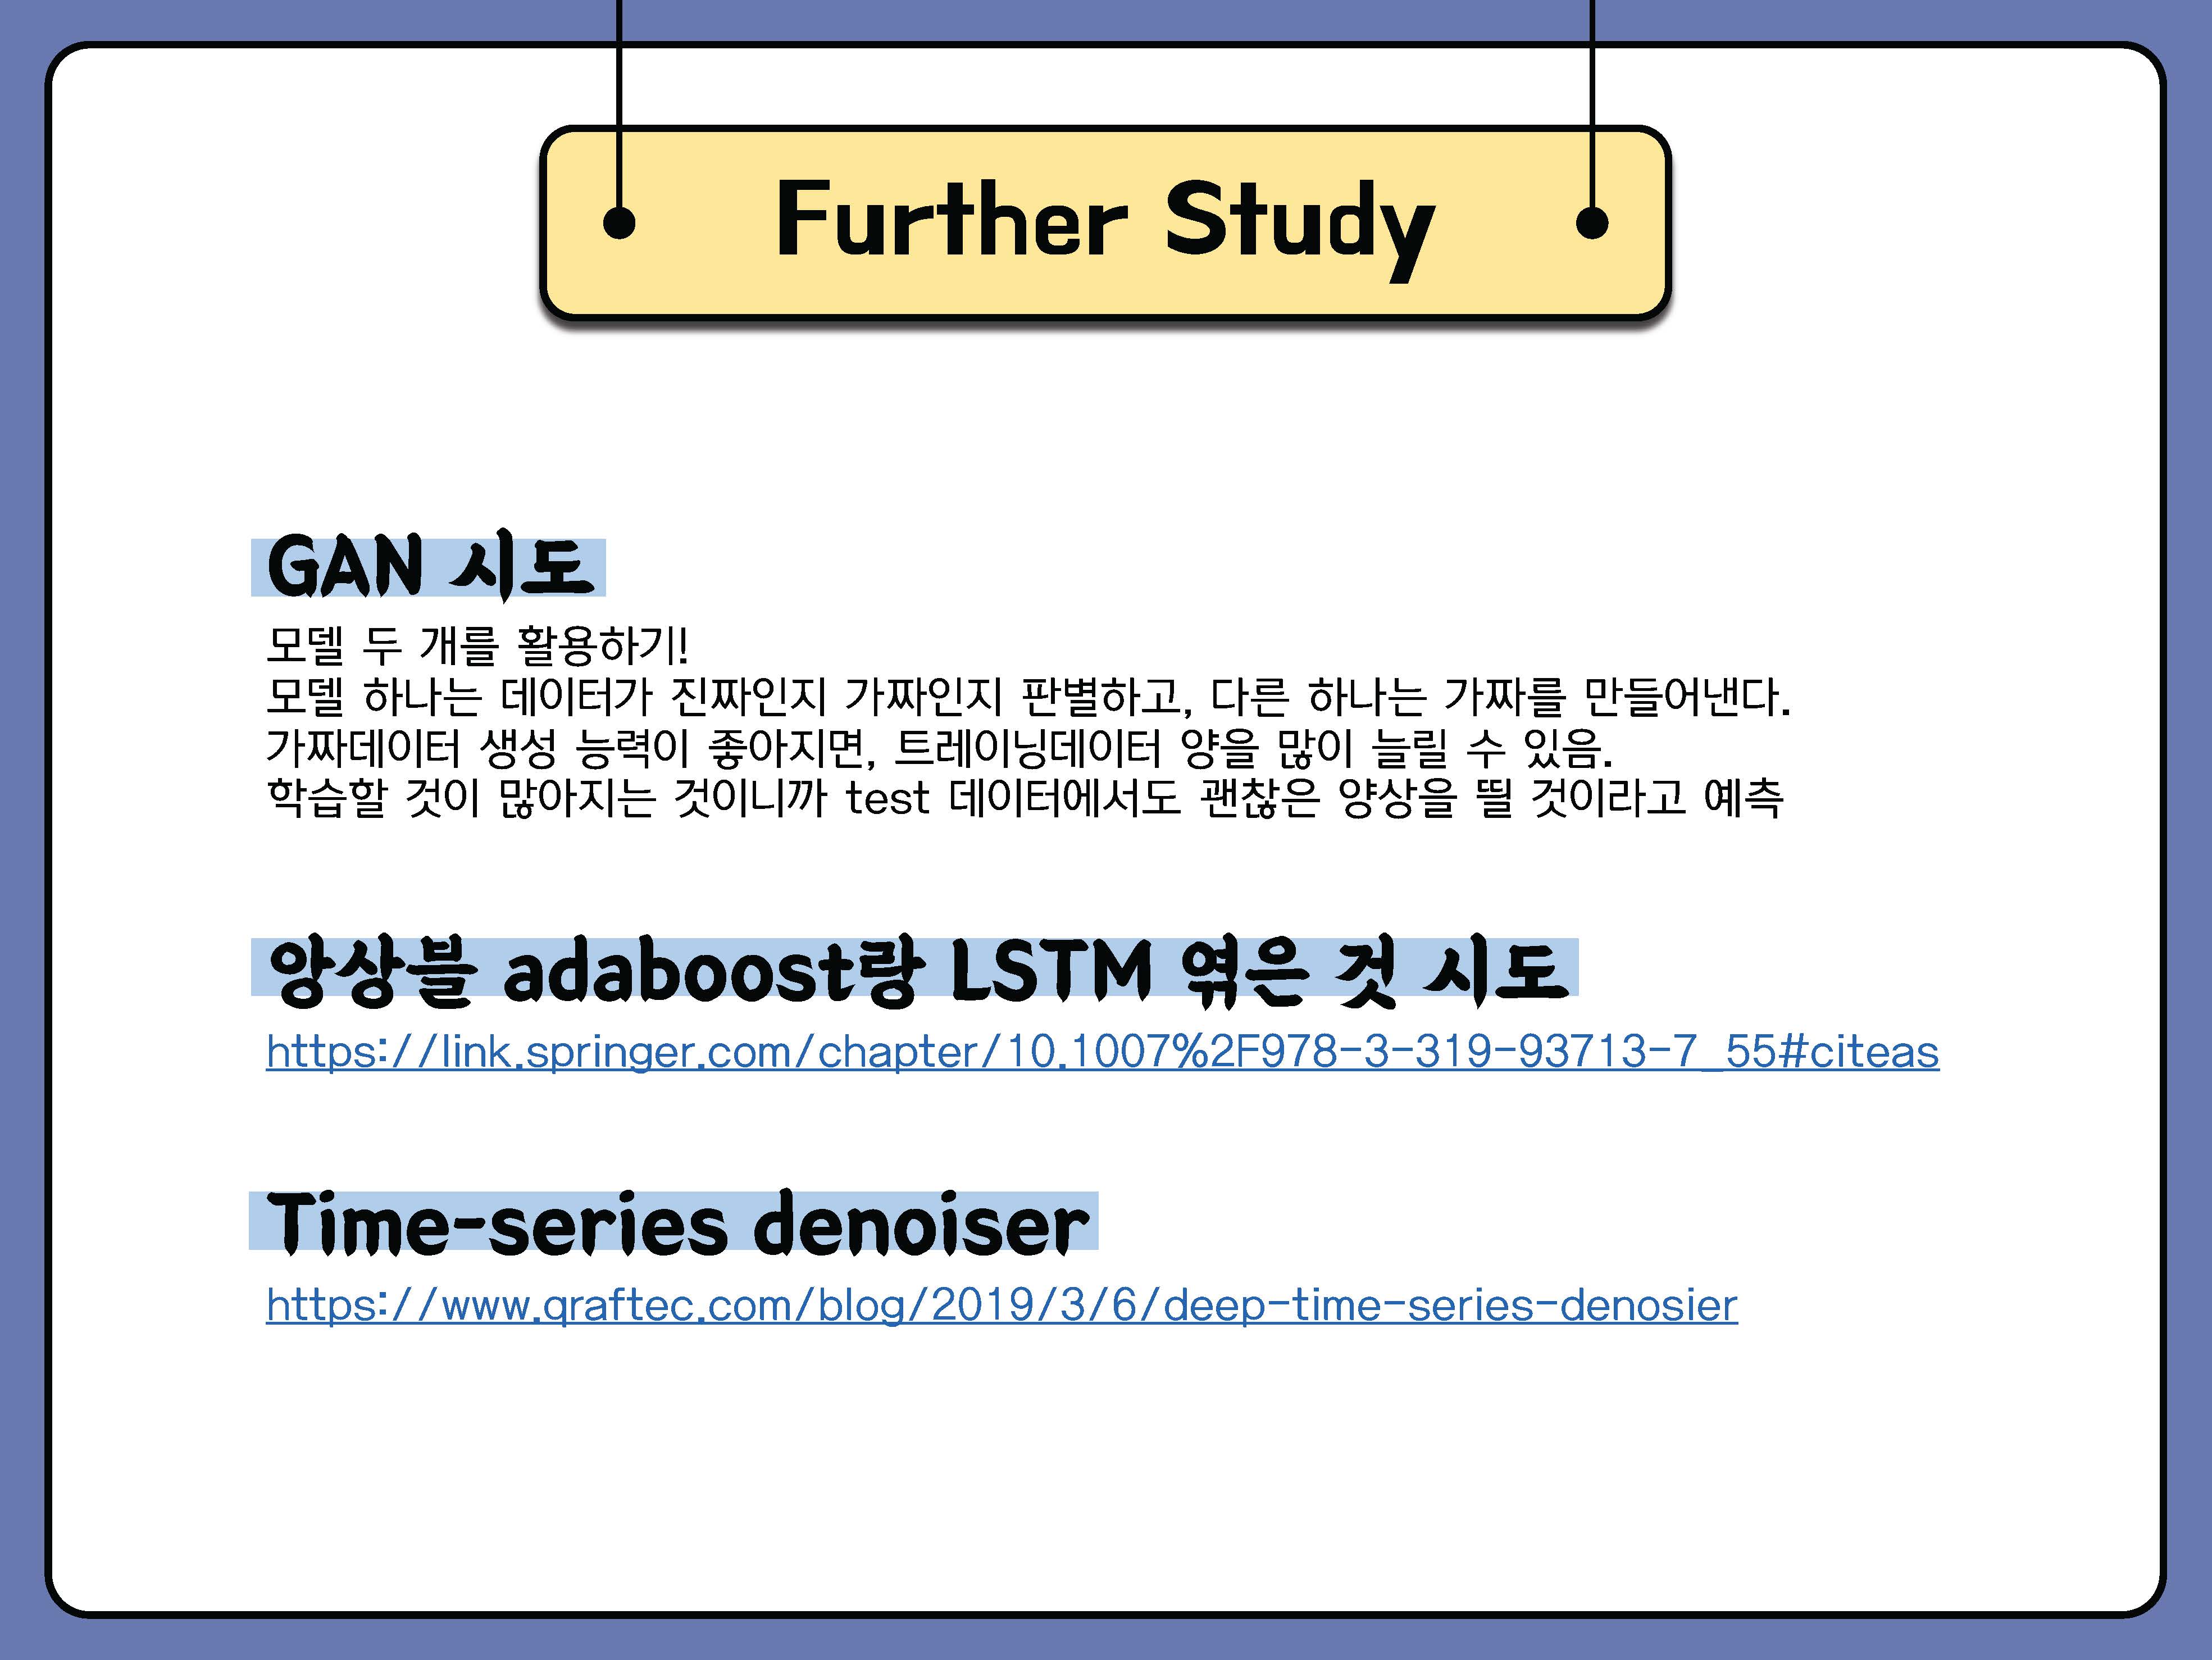 Further Study
GAN 시도
모델 두 개를 활용하기!
모델 하나는 데이터가 진짜인지 가짜인지 판별하고, 다른 하나는 가짜를 만들어낸다.
가짜데이터 생성 능력이 좋아지면, 트레이닝데이터 양을 많이 늘릴 수 있음.
학습할 것이 많아지는 것이니까 test 데이터에서도 괜찮은 양상을 띌 것이라고 예측
앙상블 adaboost랑 LSTM 엮은 것 시도
https://link.springer.com/chapter/10.1007%2F978-3-319-93713-7_55#citeas
Time-series denoiser
https://www.qraftec.com/blog/2019/3/6/deep-time-series-denosier